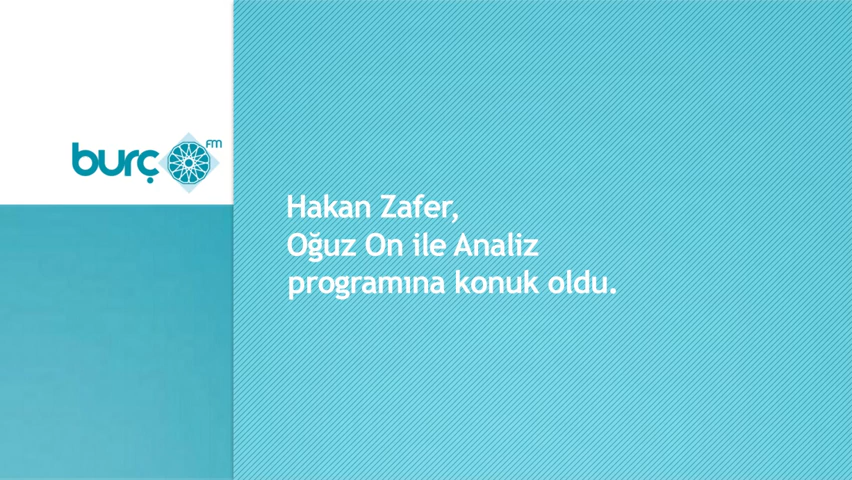 burç FM
Hakan Zafer,
Oğuz On ile Analiz
programına konuk oldu.